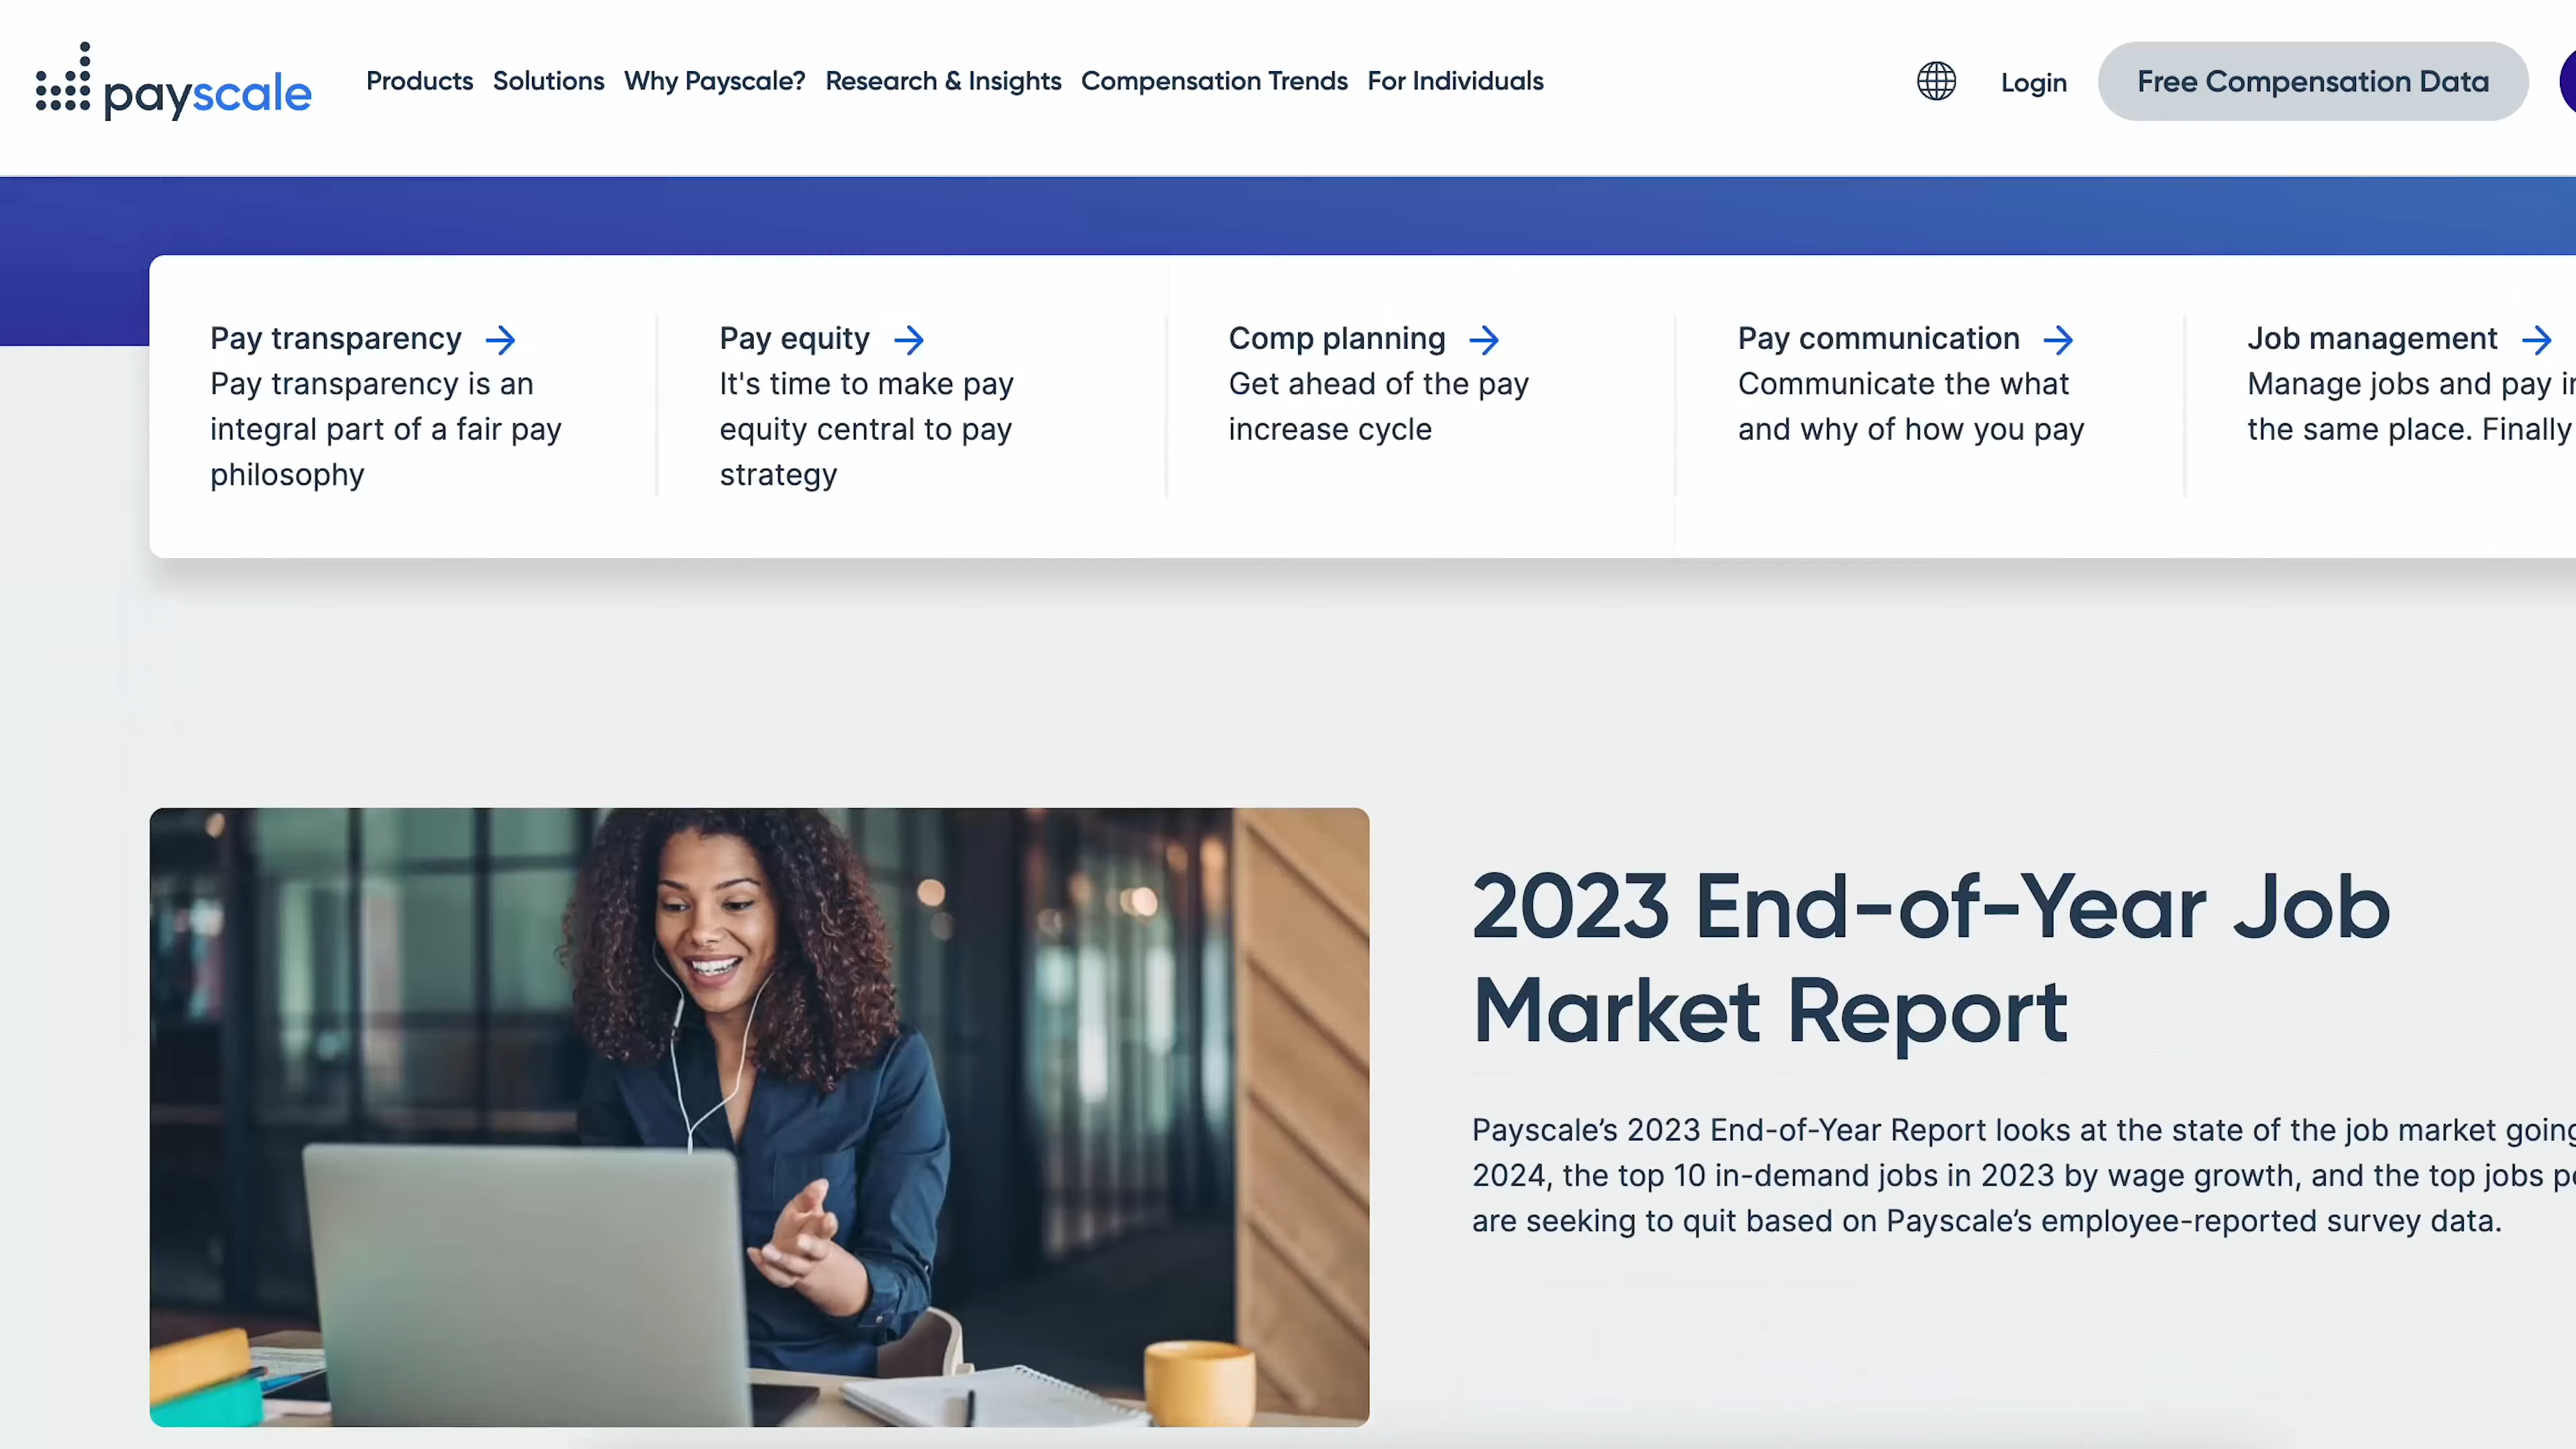 payscale
Products Solutions Why Payscale? Research & Insights Compensation Trends For Individuals
Login
Free Compensation Data
Pay transparency
Pay transparency is an
integral part of a fair pay
philosophy
Pay equity
It's time to make pay
equity central to pay
strategy
Comp planning
Get ahead of the pay
increase cycle
Pay communication
Communicate the what
and why of how you pay
Job management
Manage jobs and pay
the same place. Finally
2023 End-of-Year Job
Market Report
Payscale’s 2023 End-of-Year Report looks at the state of the job market going
2024, the top 10 in-demand jobs in 2023 by wage growth, and the top jobs
are seeking to quit based on Payscale’s employee-reported survey data.